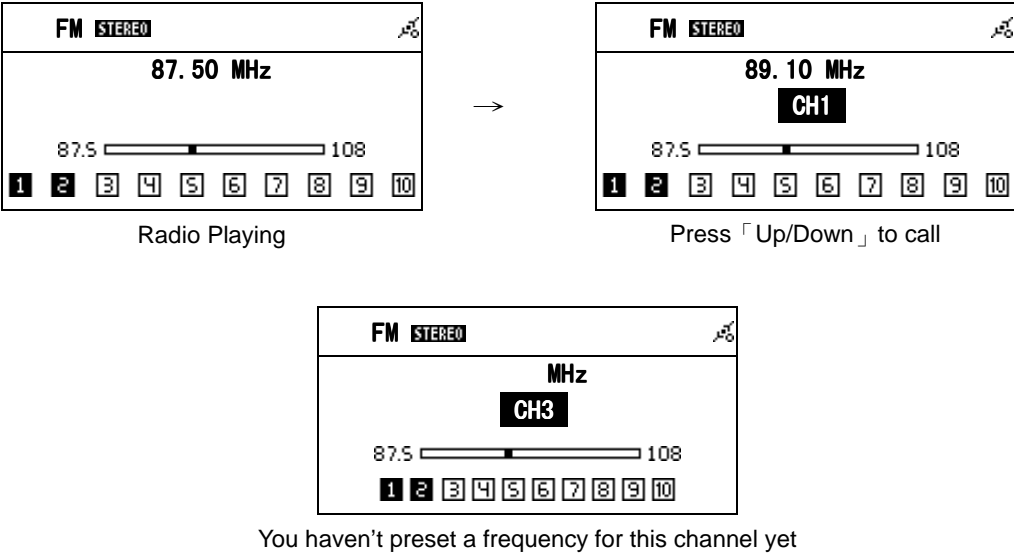 FM STEREO
87.50 MHz
87.5 108
1 2 3 4 5 6 7 8 9 10
Radio Playing
→
FM STEREO
89.10 MHz
CH1
87.5 108
1 2 3 4 5 6 7 8 9 10
Press「Up/Down」to call
FM STEREO
MHz
CH3
87.5 108
1 2 3 4 5 6 7 8 9 10
You haven’t preset a frequency for this channel yet